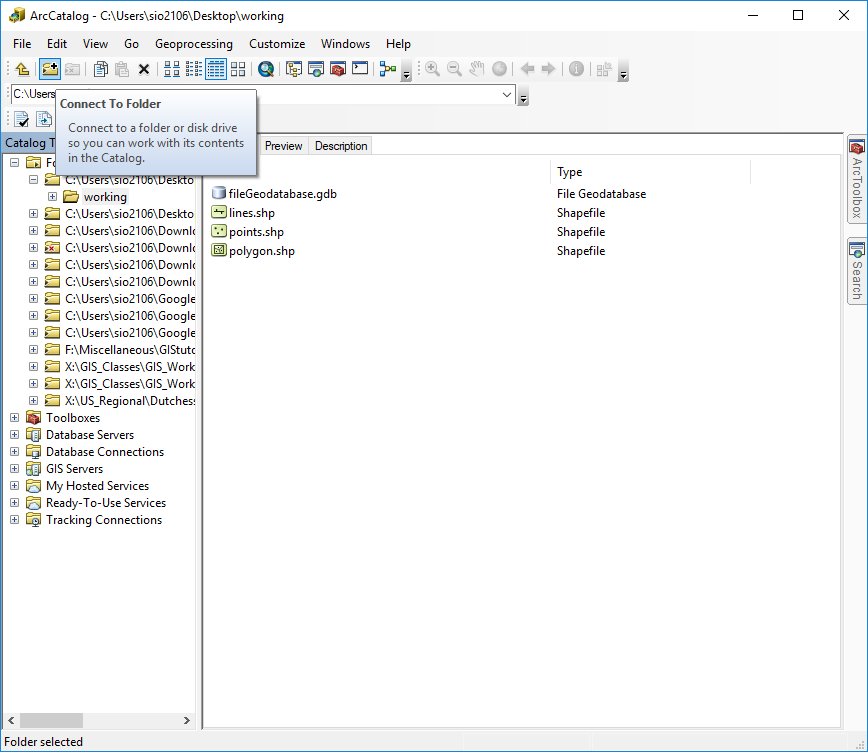 ArcCatalog - C:\Users\sio2106\Desktop\working
File Edit View Go Geoprocessing Customize Windows Help
C:\Users
Connect To Folder
Connect to a folder or disk drive
so you can work with its contents
in the Catalog.
Catalog T
Preview Description
Type
Fo
C:\Users\sio2106\Deskto
working
C:\Users\sio2106\Deskto
C:\Users\sio2106\Downlo
C:\Users\sio2106\Downlo
C:\Users\sio2106\Downlo
C:\Users\sio2106\Downlo
C:\Users\sio2106\Google
C:\Users\sio2106\Google
C:\Users\sio2106\Google
F:\Miscellaneous\GIStuto
X:\GIS_Classes\GIS_Work
X:\GIS_Classes\GIS_Work
X:\US_Regional\Dutchess
Toolboxes
Database Servers
Database Connections
GIS Servers
My Hosted Services
Ready-To-Use Services
Tracking Connections
fileGeodatabase.gdb File Geodatabase
lines.shp Shapefile
points.shp Shapefile
polygon.shp Shapefile
ArcToolbox
Search
Folder selected